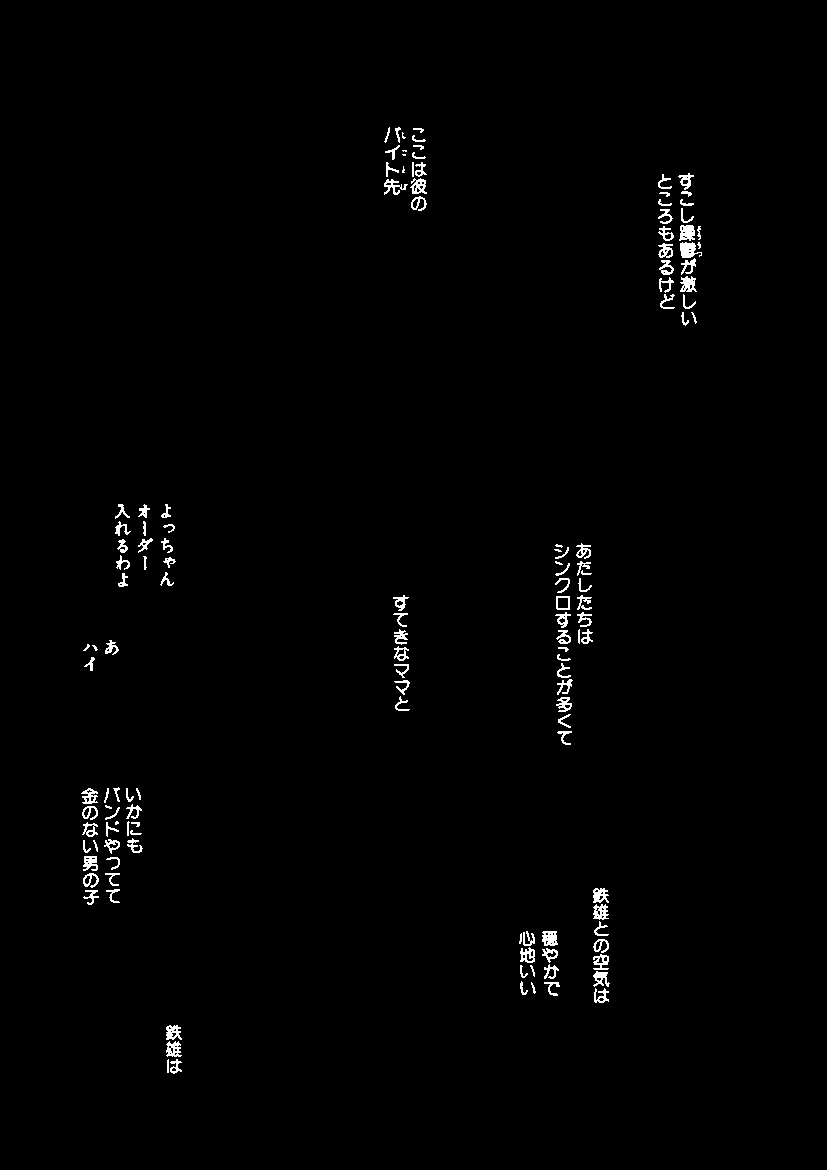 すこし躁鬱が激しい
ところもあるけど
あたしたちは
シンクロすることが多くて
鉄雄との空気は
穏やかで
心地いい
ここは彼の
バイト先
すてきなママと
よっちゃん
オーダー
入れるわよ
あ
ハイ
いかにも
バンドやってて
金のない男の子
鉄雄は